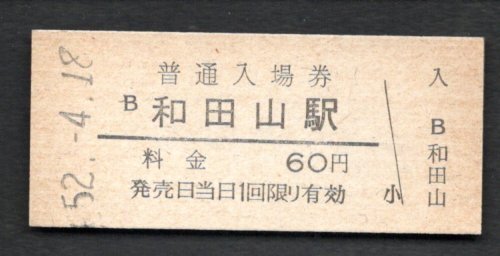 52.-4.18
普通入場券
B 和田山駅
料金 60円
発売日当日1回限り有効
小
入
B
和田山